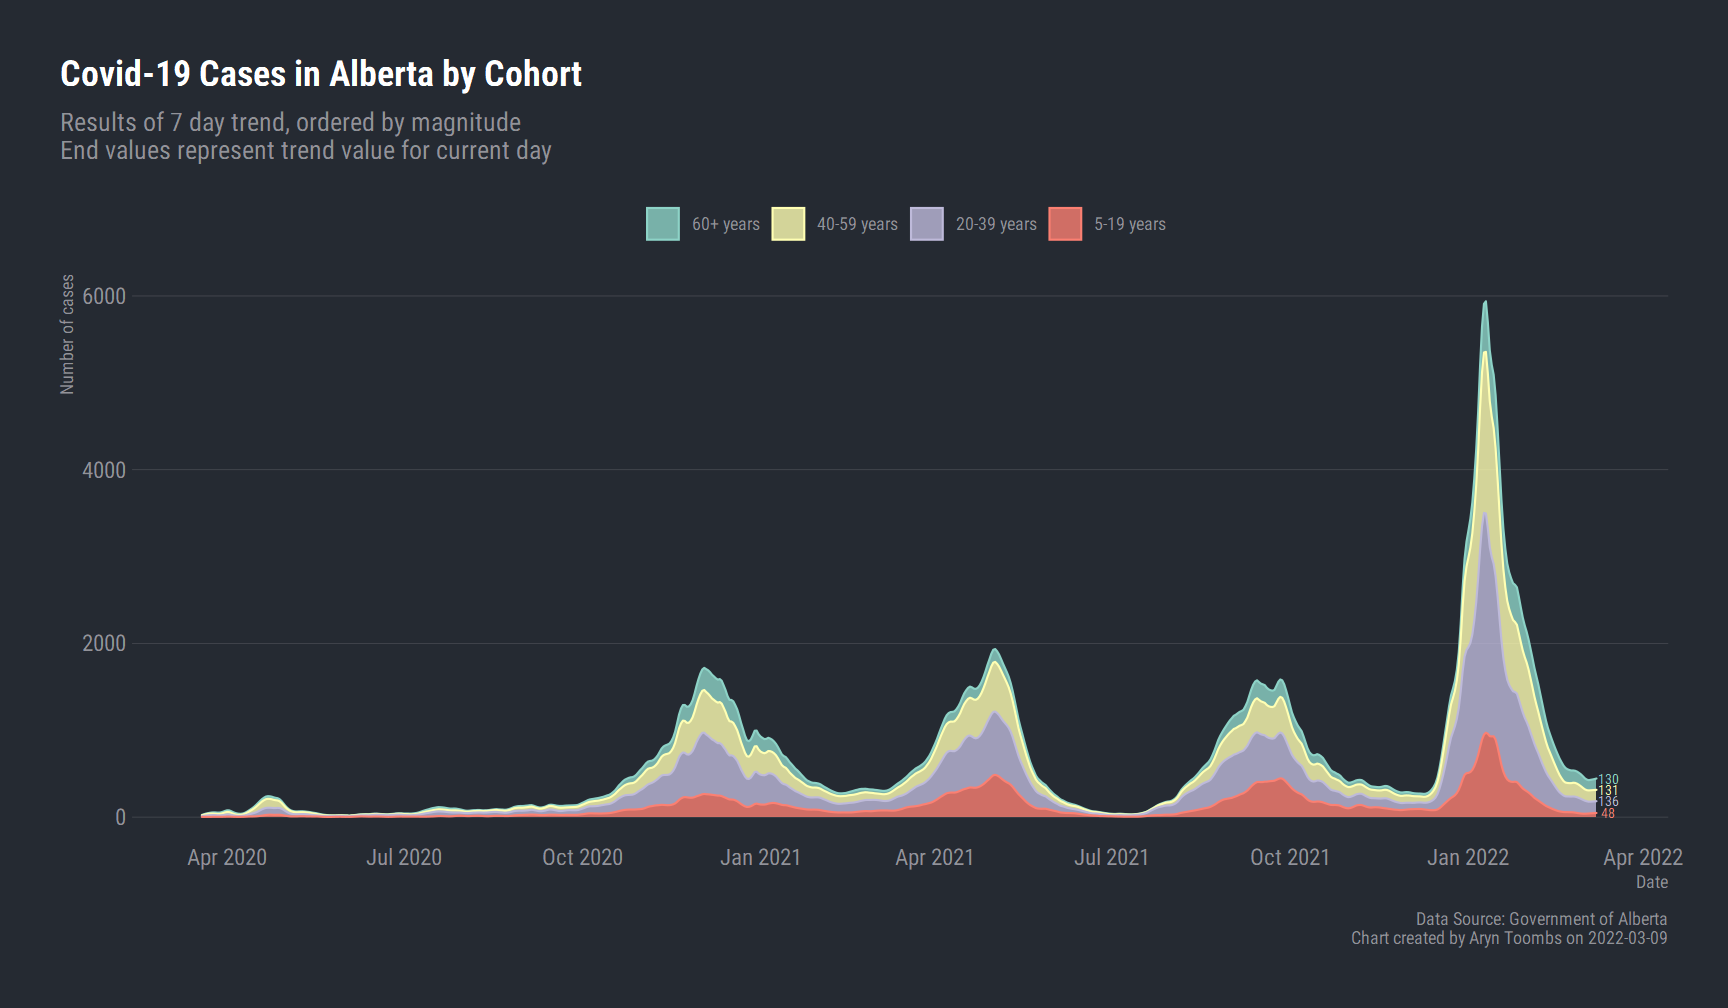 Covid-19 Cases in Alberta by Cohort
Results of 7 day trend, ordered by magnitude
End values represent trend value for current day
60+ years 40-59 years 20-39 years 5-19 years
Number of cases
6000
4000
2000
0
130
131
136
48
Apr 2020 Jul 2020 Oct 2020 Jan 2021 Apr 2021 Jul 2021 Oct 2021 Jan 2022 Apr 2022
Date
Data Source: Government of Alberta
Chart created by Aryn Toombs on 2022-03-09